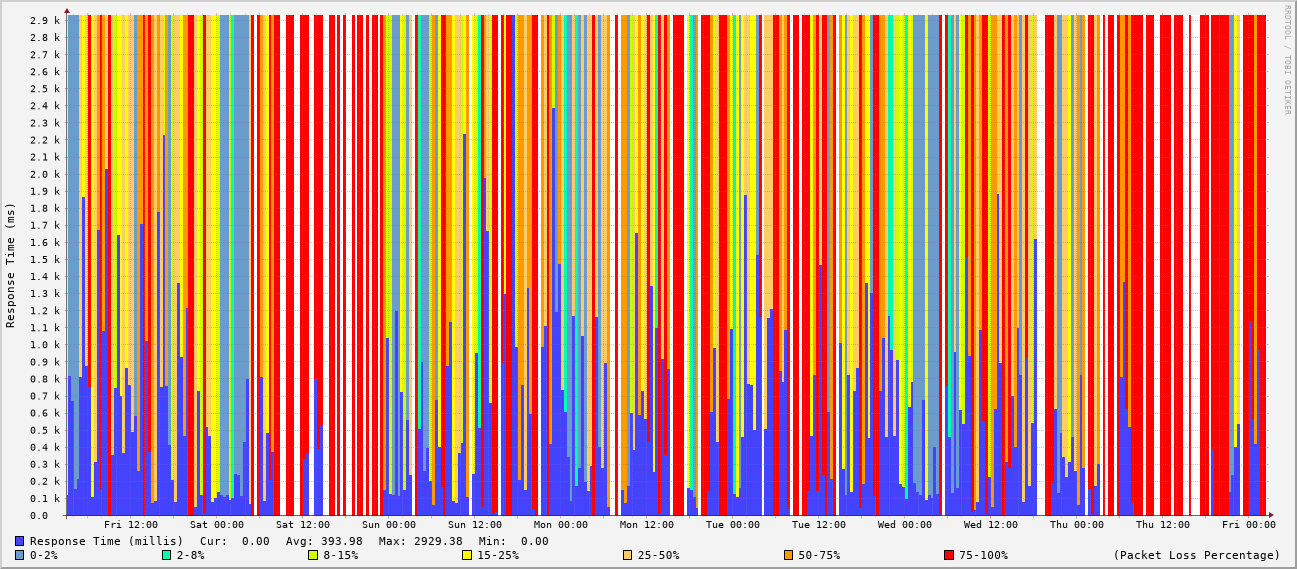 2.9 k
2.8 k
2.7 k
2.6 k
2.5 k
2.4 k
2.3 k
2.2 k
2.1 k
2.0 k
1.9 k
1.8 k
1.7 k
1.6 k
1.5 k
1.4 k
1.3 k
1.2 k
1.1 k
1.0 k
0.9 k
0.8 k
0.7 k
0.6 k
0.5 k
0.4 k
0.3 k
0.2 k
0.1 k
0.0
Response Time (ms)
RRDTOOL / TOBI OETIKER
Fri 12:00 Sat 00:00 Sat 12:00 Sun 00:00 Sun 12:00 Mon 00:00 Mon 12:00 Tue 00:00 Tue 12:00 Wed 00:00 Wed 12:00 Thu 00:00 Thu 12:00 Fri 00:00
Response Time (millis) Cur: 0.00 Avg: 393.98 Max: 2929.38 Min: 0.00
0-2% 2-8% 8-15% 15-25% 25-50% 50-75% 75-100% (Packet Loss Percentage)